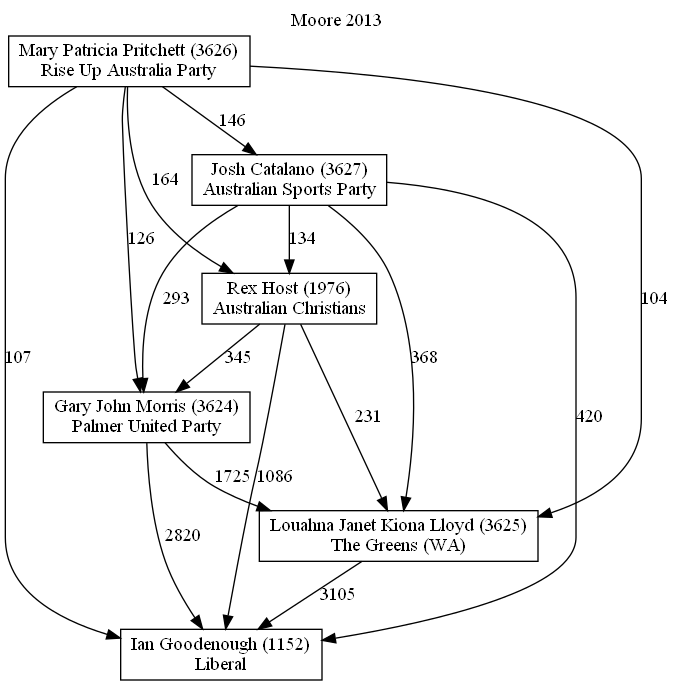 Moore 2013
Mary Patricia Pritchett (3626)
Rise Up Australia Party
146
Josh Catalano (3627)
Australian Sports Party
164
126
134
293
Rex Host (1976)
Australian Christians
104
107
345
368
231
420
Gary John Morris (3624)
Palmer United Party
1725
1086
2820
Louahna Janet Kiona Lloyd (3625)
The Greens (WA)
3105
Ian Goodenough (1152)
Liberal